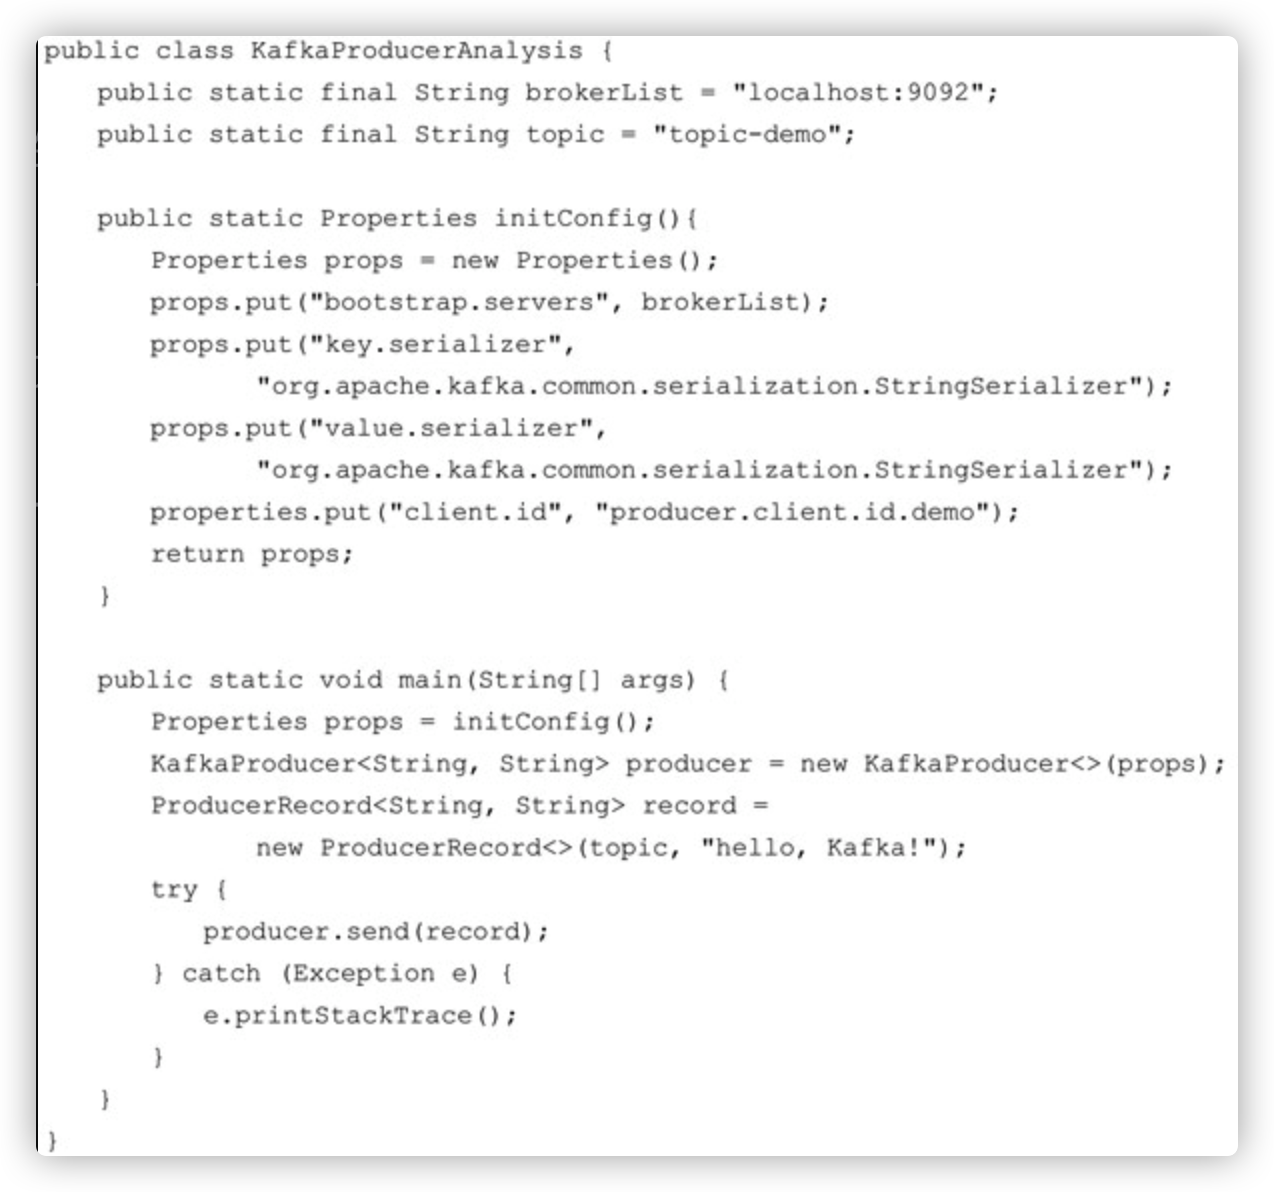 public class KafkaProducerAnalysis {
    public static final String brokerList = "localhost:9092";
    public static final String topic = "topic-demo";

    public static Properties initConfig(){
        Properties props = new Properties();
        props.put("bootstrap.servers", brokerList);
        props.put("key.serializer",
                "org.apache.kafka.common.serialization.StringSerializer");
        props.put("value.serializer",
                "org.apache.kafka.common.serialization.StringSerializer");
        properties.put("client.id", "producer.client.id.demo");
        return props;
    }

    public static void main(String[] args) {
        Properties props = initConfig();
        KafkaProducer<String, String> producer = new KafkaProducer<>(props);
        ProducerRecord<String, String> record =
                new ProducerRecord<>(topic, "hello, Kafka!");
        try {
            producer.send(record);
        } catch (Exception e) {
            e.printStackTrace();
        }
    }
}